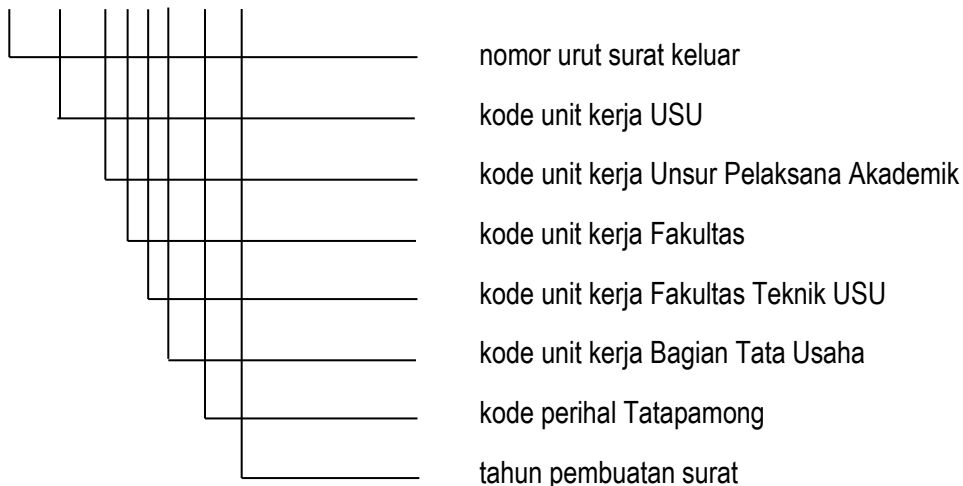 nomor urut surat keluar
kode unit kerja USU
kode unit kerja Unsur Pelaksana Akademik
kode unit kerja Fakultas
kode unit kerja Fakultas Teknik USU
kode unit kerja Bagian Tata Usaha
kode perihal Tatapamong
tahun pembuatan surat